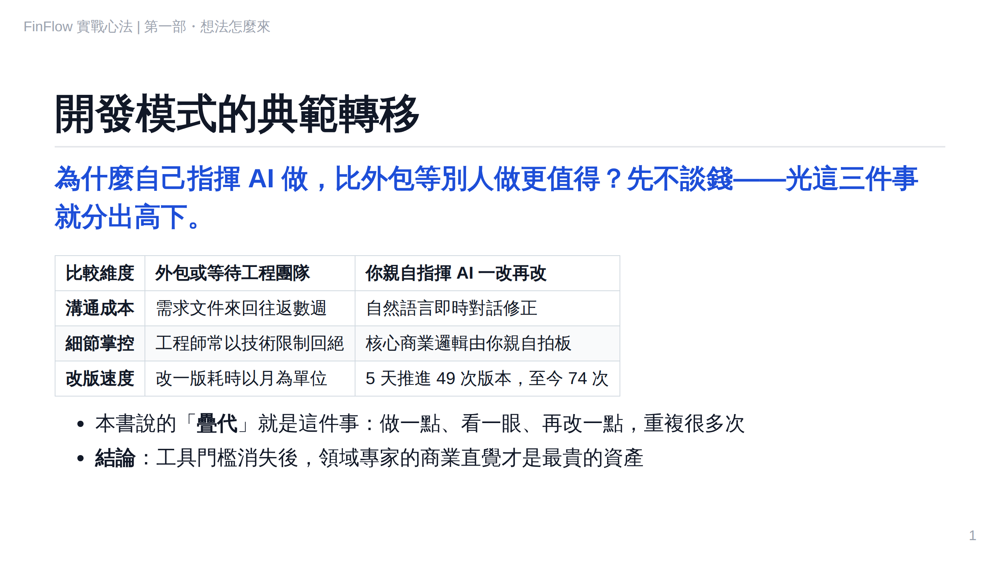 FinFlow 實戰心法 | 第一部・想法怎麼來
開發模式的典範轉移
為什麼自己指揮 AI 做，比外包等別人做更值得？先不談錢——光這三件事
就分出高下。
比較維度 外包或等待工程團隊 你親自指揮 AI 一改再改
溝通成本 需求文件來回往返數週 自然語言即時對話修正
細節掌控 工程師常以技術限制回絕 核心商業邏輯由你親自拍板
改版速度 改一版耗時以月為單位 5 天推進 49 次版本，至今 74 次
• 本書說的「疊代」就是這件事：做一點、看一眼、再改一點，重複很多次
• 結論：工具門檻消失後，領域專家的商業直覺才是最貴的資產
1